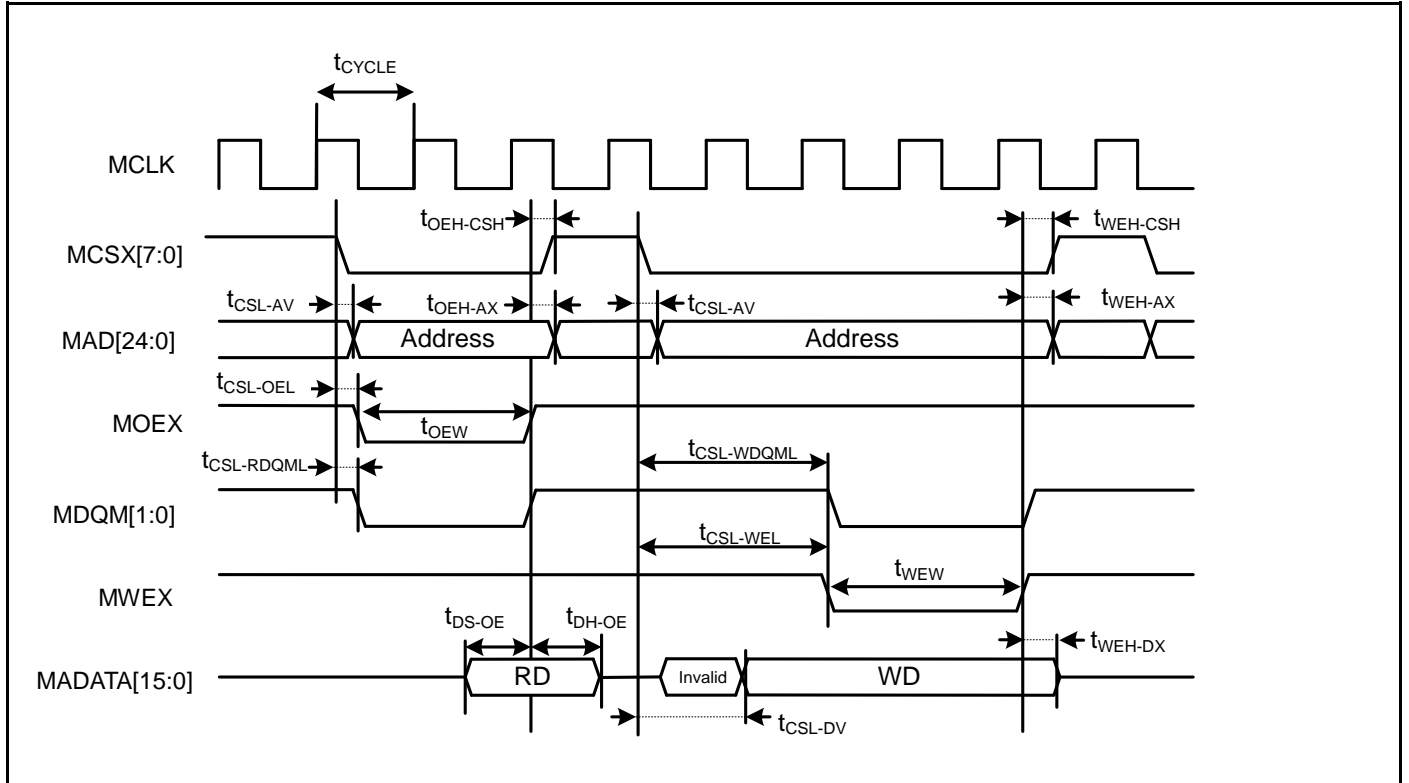 tCYCLE
MCLK
tOEH-CSH
tWEH-CSH
MCSX[7:0]
tCSL-AV
tOEH-AX
tCSL-AV
tWEH-AX
MAD[24:0]
Address
Address
tCSL-OEL
MOEX
tOEW
tCSL-RDQML
tCSL-WDQML
MDQM[1:0]
tCSL-WEL
MWEX
tWEW
tDS-OE
tDH-OE
tWEH-DX
MADATA[15:0]
RD
Invalid
WD
tCSL-DV